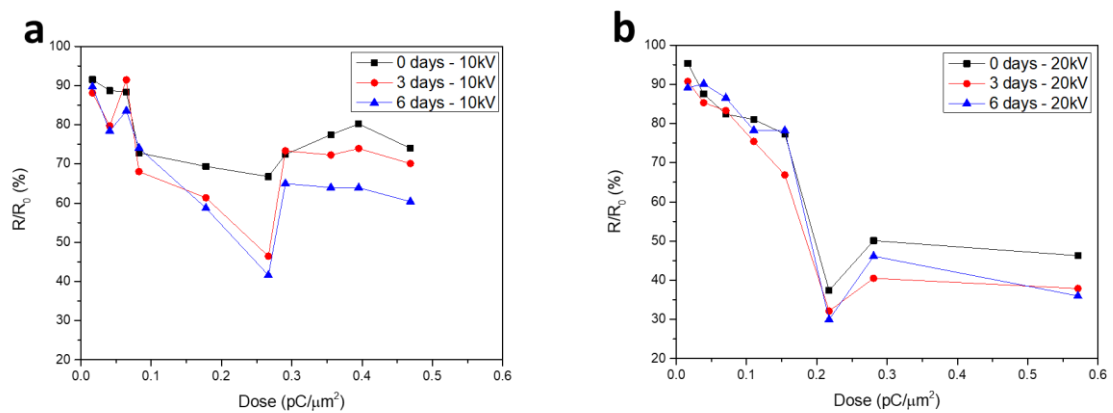 a
100
90
80
70
60
50
40
30
20
R/R₀ (%)
0.0 0.1 0.2 0.3 0.4 0.5 0.6
Dose (pC/μm²)
0 days - 10kV
3 days - 10kV
6 days - 10kV
b
100
90
80
70
60
50
40
30
20
R/R₀ (%)
0.0 0.1 0.2 0.3 0.4 0.5 0.6
Dose (pC/μm²)
0 days - 20kV
3 days - 20kV
6 days - 20kV